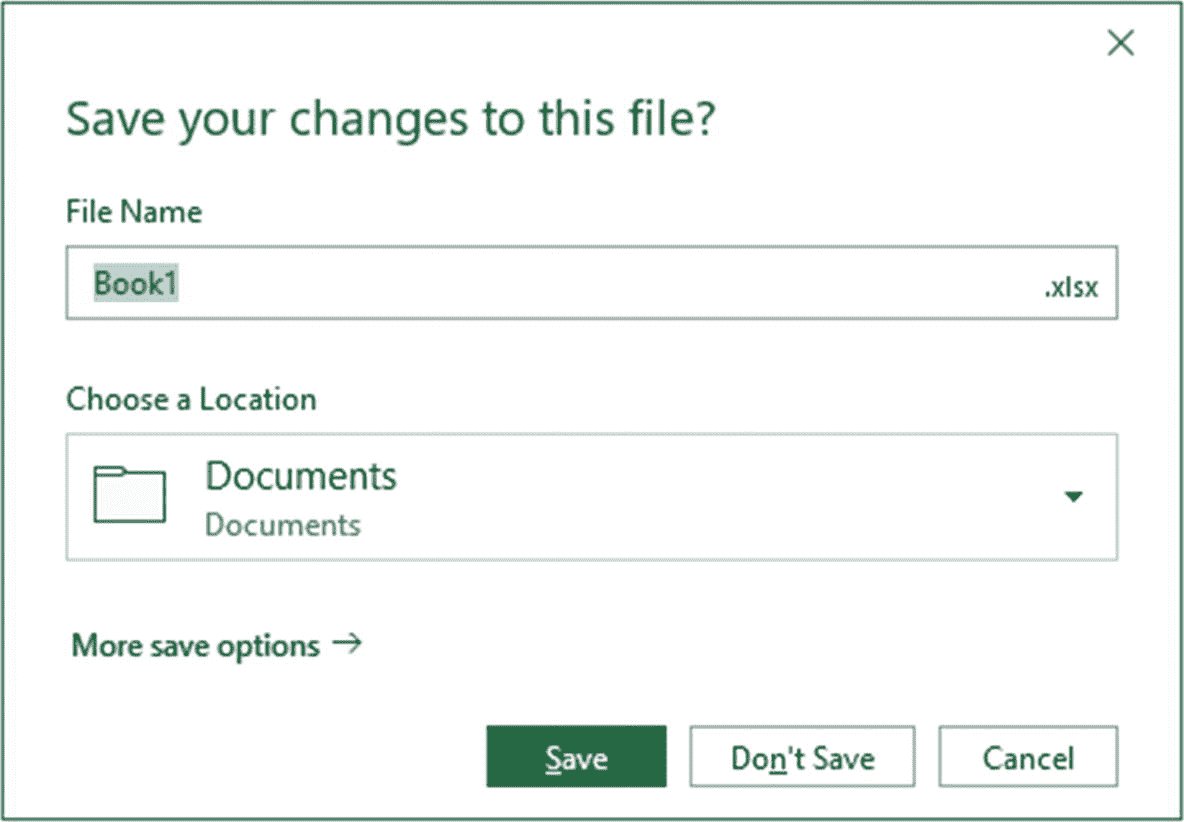 Save your changes to this file?
File Name
Book1 .xlsx
Choose a Location
Documents
Documents
More save options →
Save Don't Save Cancel